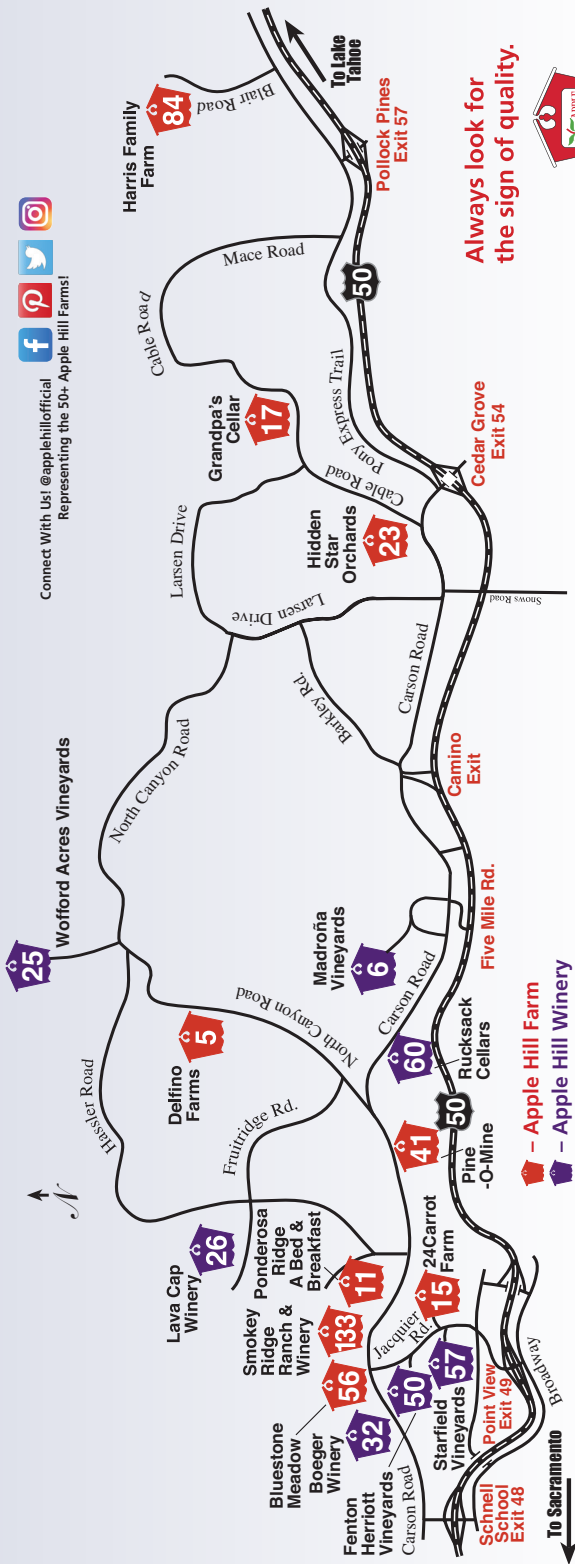 Connect With Us! @applehillofficial
Representing the 50+ Apple Hill Farms!
N
25
Wofford Acres Vineyards
Harris Family
Farm
84
Blair Road
To Lake
Tahoe
Pollock Pines
Exit 57
Mace Road
Cable Road
Grandpa's
Cellar
17
Pony Express Trail
Cable Road
50
Cedar Grove
Exit 54
Larsen Drive
Larsen Drive
Hidden
Star
Orchards
23
Snows Road
Carson Road
Barkley Rd.
Camino
Exit
North Canyon Road
Hassler Road
Delfino
Farms
5
North Canyon Road
Fruitridge Rd.
Madroña
Vineyards
6
Carson Road
Five Mile Rd.
60
Rucksack
Cellars
41
Pine
-O-Mine
50
Lava Cap
Winery
26
Ponderosa
Ridge
A Bed &
Breakfast
11
Smokey
Ridge
Ranch &
Winery
133
24Carrot
Farm
15
Jacquier
Rd.
Bluestone
Meadow
56
Boeger
Winery
32
Fenton
Herriott
Vineyards
50
57
Starfield
Vineyards
Carson Road
Point View
Exit 49
Broadway
Schnell
School
Exit 48
To Sacramento
– Apple Hill Farm
– Apple Hill Winery
Always look for
the sign of quality.
APPLE